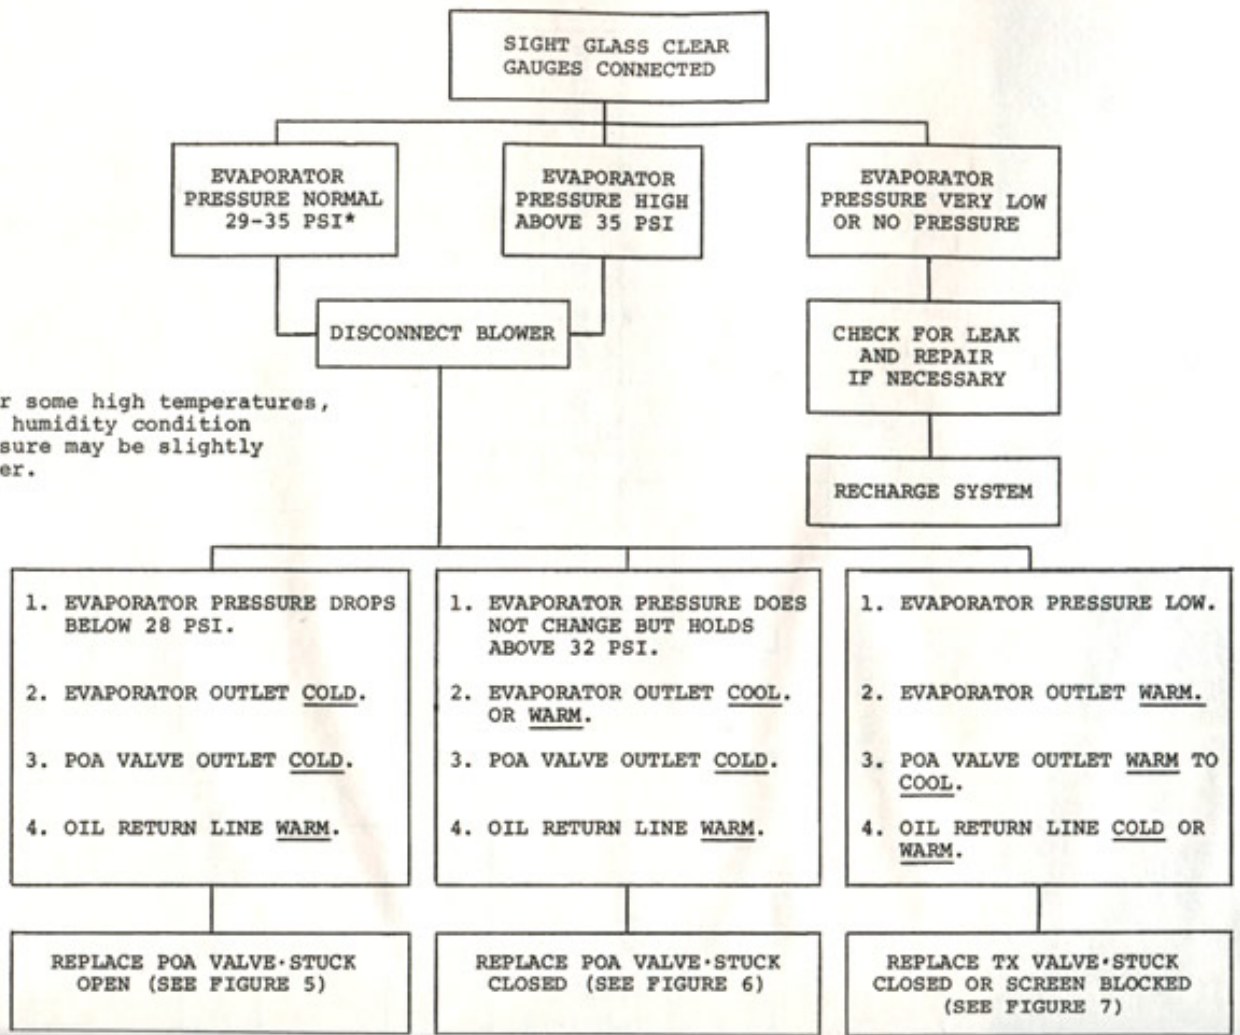 SIGHT GLASS CLEAR
GAUGES CONNECTED
EVAPORATOR
PRESSURE NORMAL
29-35 PSI*
EVAPORATOR
PRESSURE HIGH
ABOVE 35 PSI
EVAPORATOR
PRESSURE VERY LOW
OR NO PRESSURE
DISCONNECT BLOWER
CHECK FOR LEAK
AND REPAIR
IF NECESSARY
RECHARGE SYSTEM
r some high temperatures,
humidity condition
sure may be slightly
er.
1. EVAPORATOR PRESSURE DROPS
BELOW 28 PSI.
2. EVAPORATOR OUTLET COLD.
3. POA VALVE OUTLET COLD.
4. OIL RETURN LINE WARM.
1. EVAPORATOR PRESSURE DOES
NOT CHANGE BUT HOLDS
ABOVE 32 PSI.
2. EVAPORATOR OUTLET COOL.
OR WARM.
3. POA VALVE OUTLET COLD.
4. OIL RETURN LINE WARM.
1. EVAPORATOR PRESSURE LOW.
2. EVAPORATOR OUTLET WARM.
3. POA VALVE OUTLET WARM TO
COOL.
4. OIL RETURN LINE COLD OR
WARM.
REPLACE POA VALVE·STUCK
OPEN (SEE FIGURE 5)
REPLACE POA VALVE·STUCK
CLOSED (SEE FIGURE 6)
REPLACE TX VALVE·STUCK
CLOSED OR SCREEN BLOCKED
(SEE FIGURE 7)